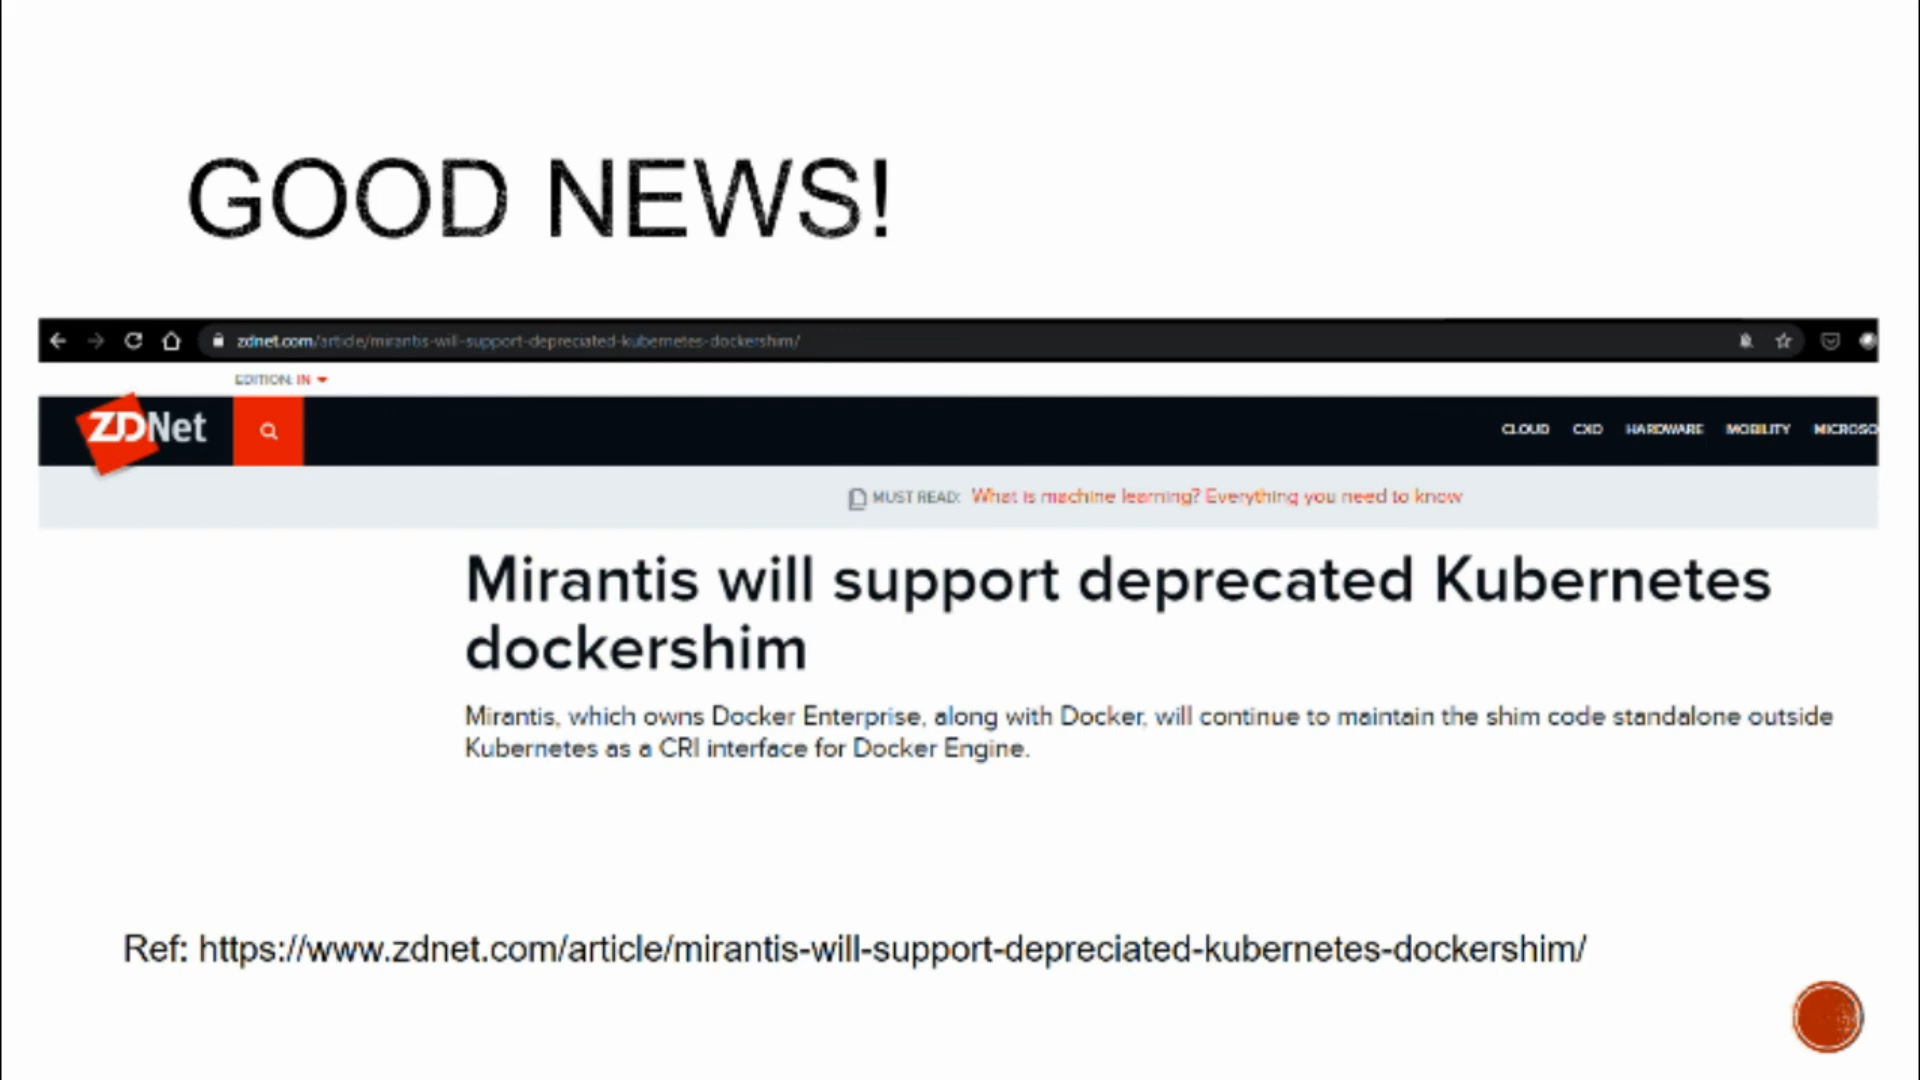 GOOD NEWS!
zdnet.com/article/mirantis-will-support-depreciated-kubernetes-dockershim/
EDITION: IN
ZDNet
CLOUD CXO HARDWARE MOBILITY MICROSO
MUST READ: What is machine learning? Everything you need to know
Mirantis will support deprecated Kubernetes
dockershim
Mirantis, which owns Docker Enterprise, along with Docker, will continue to maintain the shim code standalone outside
Kubernetes as a CRI interface for Docker Engine.
Ref: https://www.zdnet.com/article/mirantis-will-support-depreciated-kubernetes-dockershim/